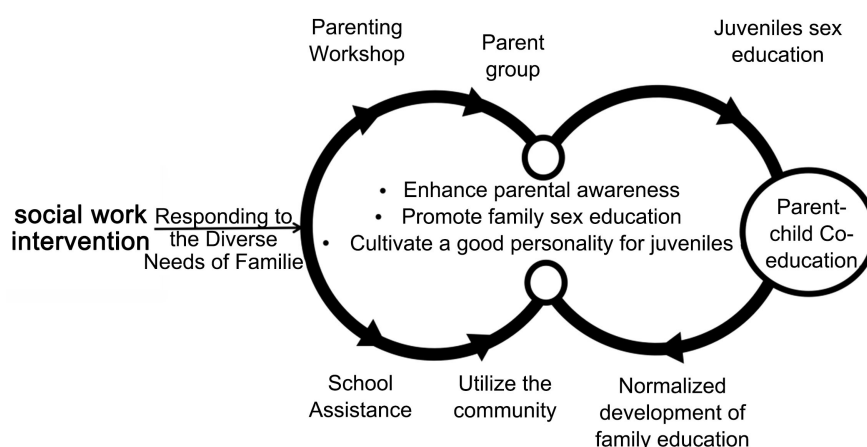 Parenting
Workshop
Parent
group
Juveniles sex
education
social work
intervention
Responding to
the Diverse
Needs of Familie
• Enhance parental awareness
• Promote family sex education
• Cultivate a good personality for juveniles
Parent-
child Co-
education
School
Assistance
Utilize the
community
Normalized
development of
family education